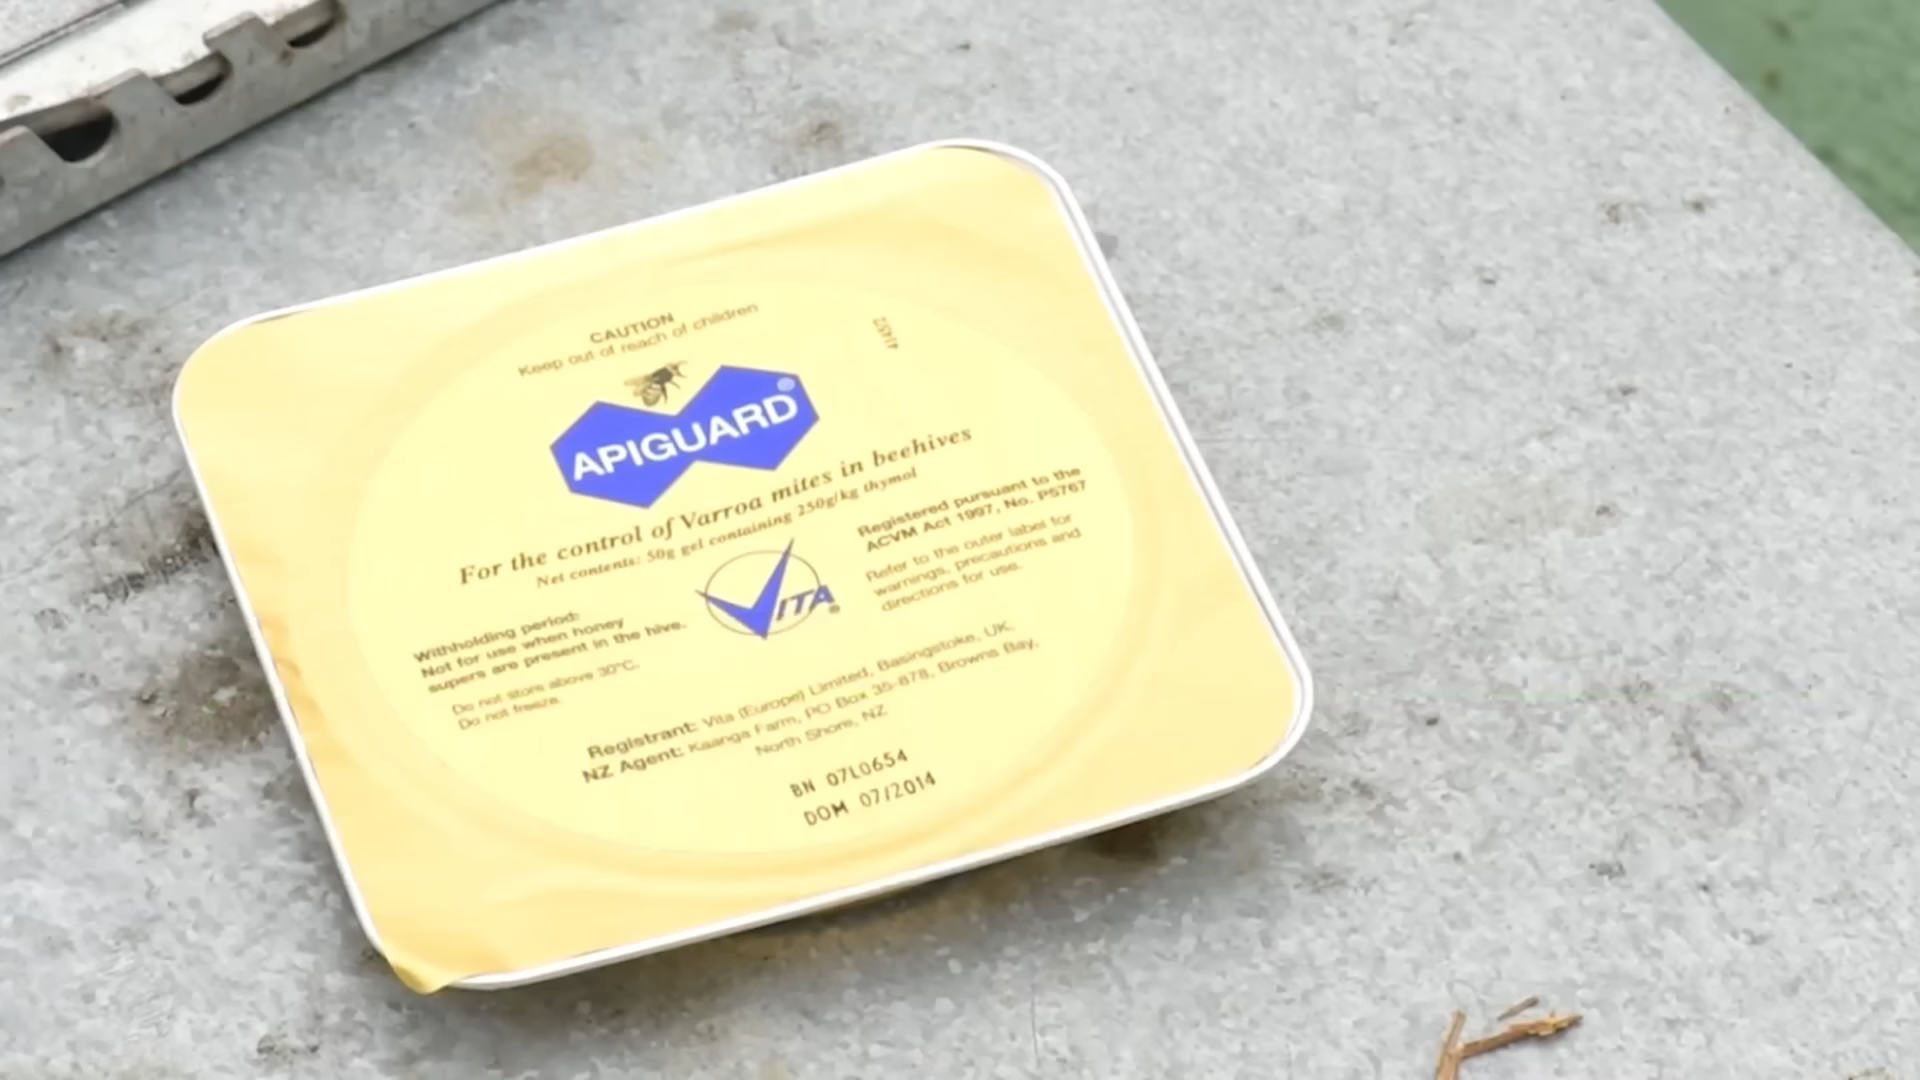 CAUTION
Keep out of reach of children
APIGUARD®
For the control of Varroa mites in beehives
Net contents: 50g gel containing 250g/kg thymol
Withholding period:
Not for use when honey
supers are present in the hive.
Do not store above 30°C.
Do not freeze.
VITA®
Registered pursuant to the
ACVM Act 1997, No. P5767
Refer to the outer label for
warnings, precautions and
directions for use.
Registrant: Vita (Europe) Limited, Basingstoke, UK.
NZ Agent: Kaanga Farm, PO Box 35-878, Browns Bay,
North Shore, NZ
BN 07L0654
DOM 07/2014